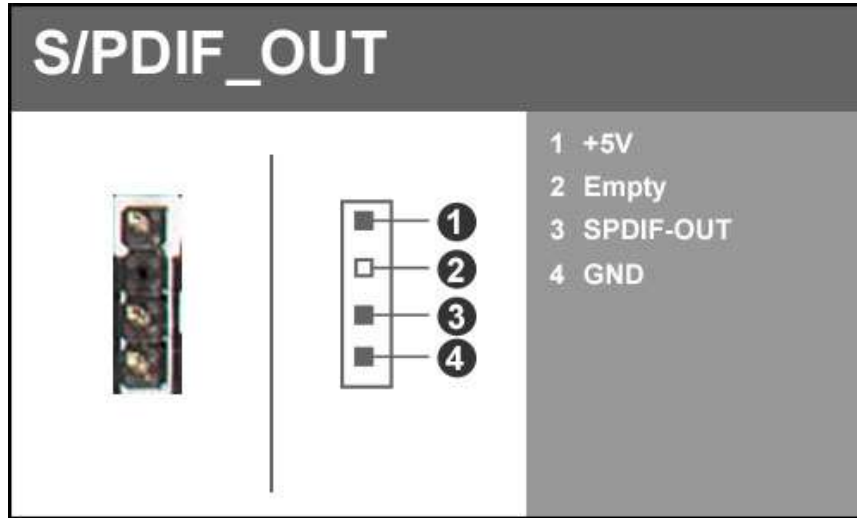 S/PDIF_OUT
1 +5V
2 Empty
3 SPDIF-OUT
4 GND
1
2
3
4